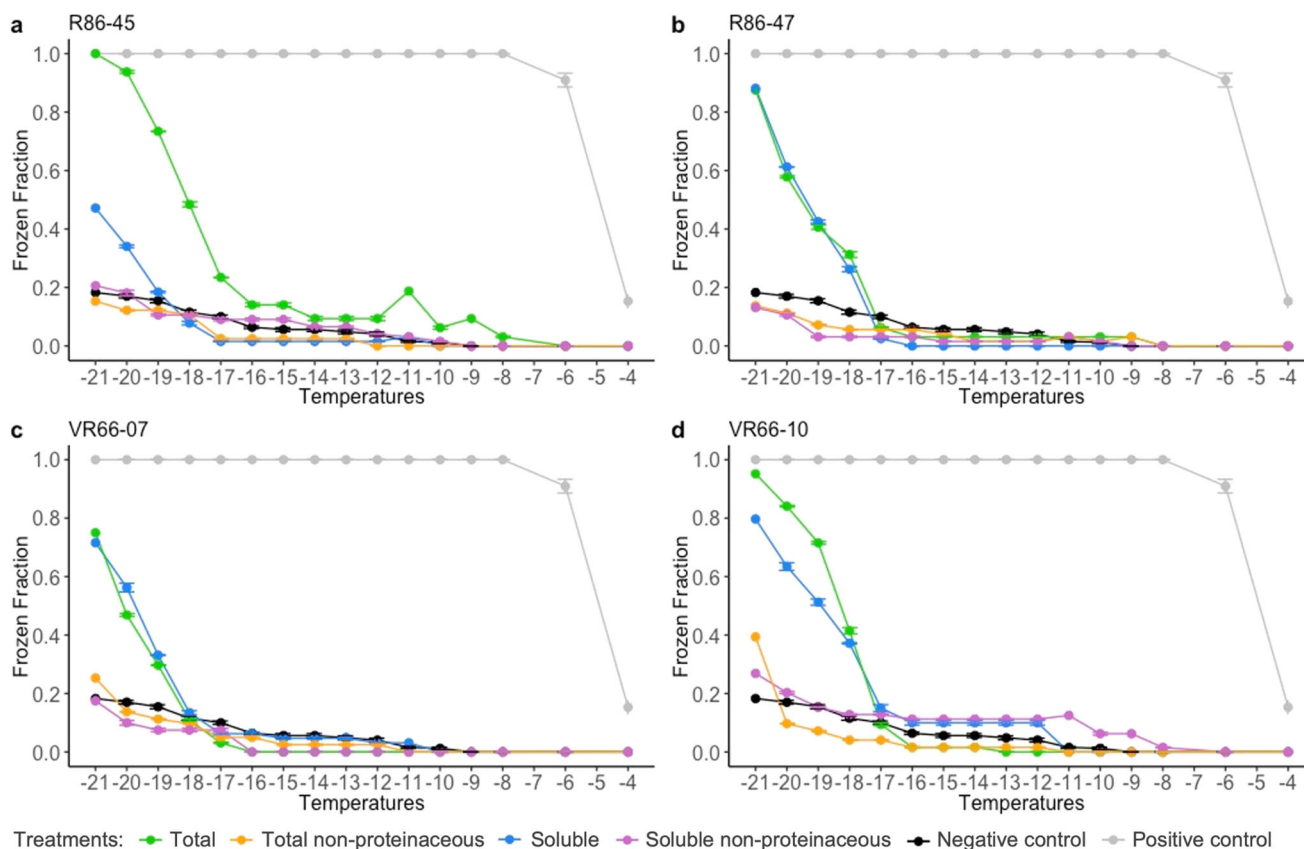 a R86-45
1.0
0.8
0.6
0.4
0.2
0.0
Frozen Fraction
-21 -20 -19 -18 -17 -16 -15 -14 -13 -12 -11 -10 -9 -8 -7 -6 -5 -4
Temperatures
b R86-47
1.0
0.8
0.6
0.4
0.2
0.0
Frozen Fraction
-21 -20 -19 -18 -17 -16 -15 -14 -13 -12 -11 -10 -9 -8 -7 -6 -5 -4
Temperatures
c VR66-07
1.0
0.8
0.6
0.4
0.2
0.0
Frozen Fraction
-21 -20 -19 -18 -17 -16 -15 -14 -13 -12 -11 -10 -9 -8 -7 -6 -5 -4
Temperatures
d VR66-10
1.0
0.8
0.6
0.4
0.2
0.0
Frozen Fraction
-21 -20 -19 -18 -17 -16 -15 -14 -13 -12 -11 -10 -9 -8 -7 -6 -5 -4
Temperatures
Treatments: Total Total non-proteinaceous Soluble Soluble non-proteinaceous Negative control Positive control